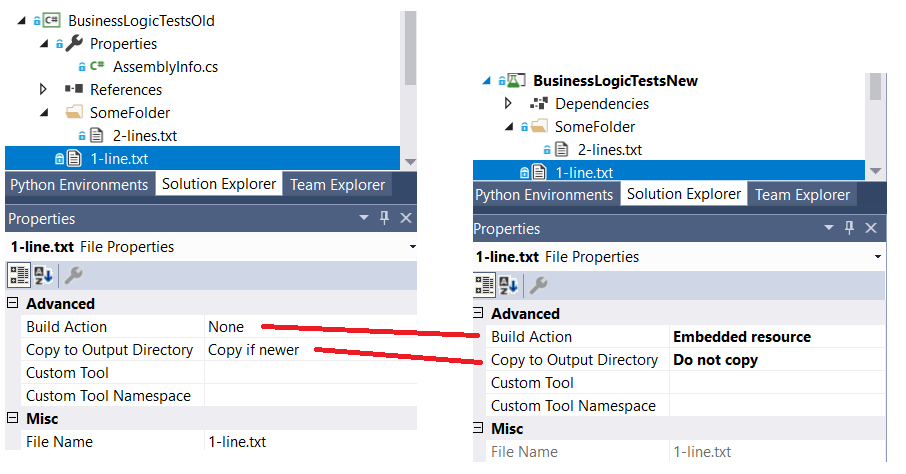 BusinessLogicTestsOld
Properties
C# AssemblyInfo.cs
References
SomeFolder
2-lines.txt
1-line.txt
Python Environments Solution Explorer Team Explorer
Properties
1-line.txt File Properties
Advanced
Build Action None
Copy to Output Directory Copy if newer
Custom Tool
Custom Tool Namespace
Misc
File Name 1-line.txt
BusinessLogicTestsNew
Dependencies
SomeFolder
2-lines.txt
1-line.txt
Python Environments Solution Explorer Team Explorer
Properties
1-line.txt File Properties
Advanced
Build Action Embedded resource
Copy to Output Directory Do not copy
Custom Tool
Custom Tool Namespace
Misc
File Name 1-line.txt